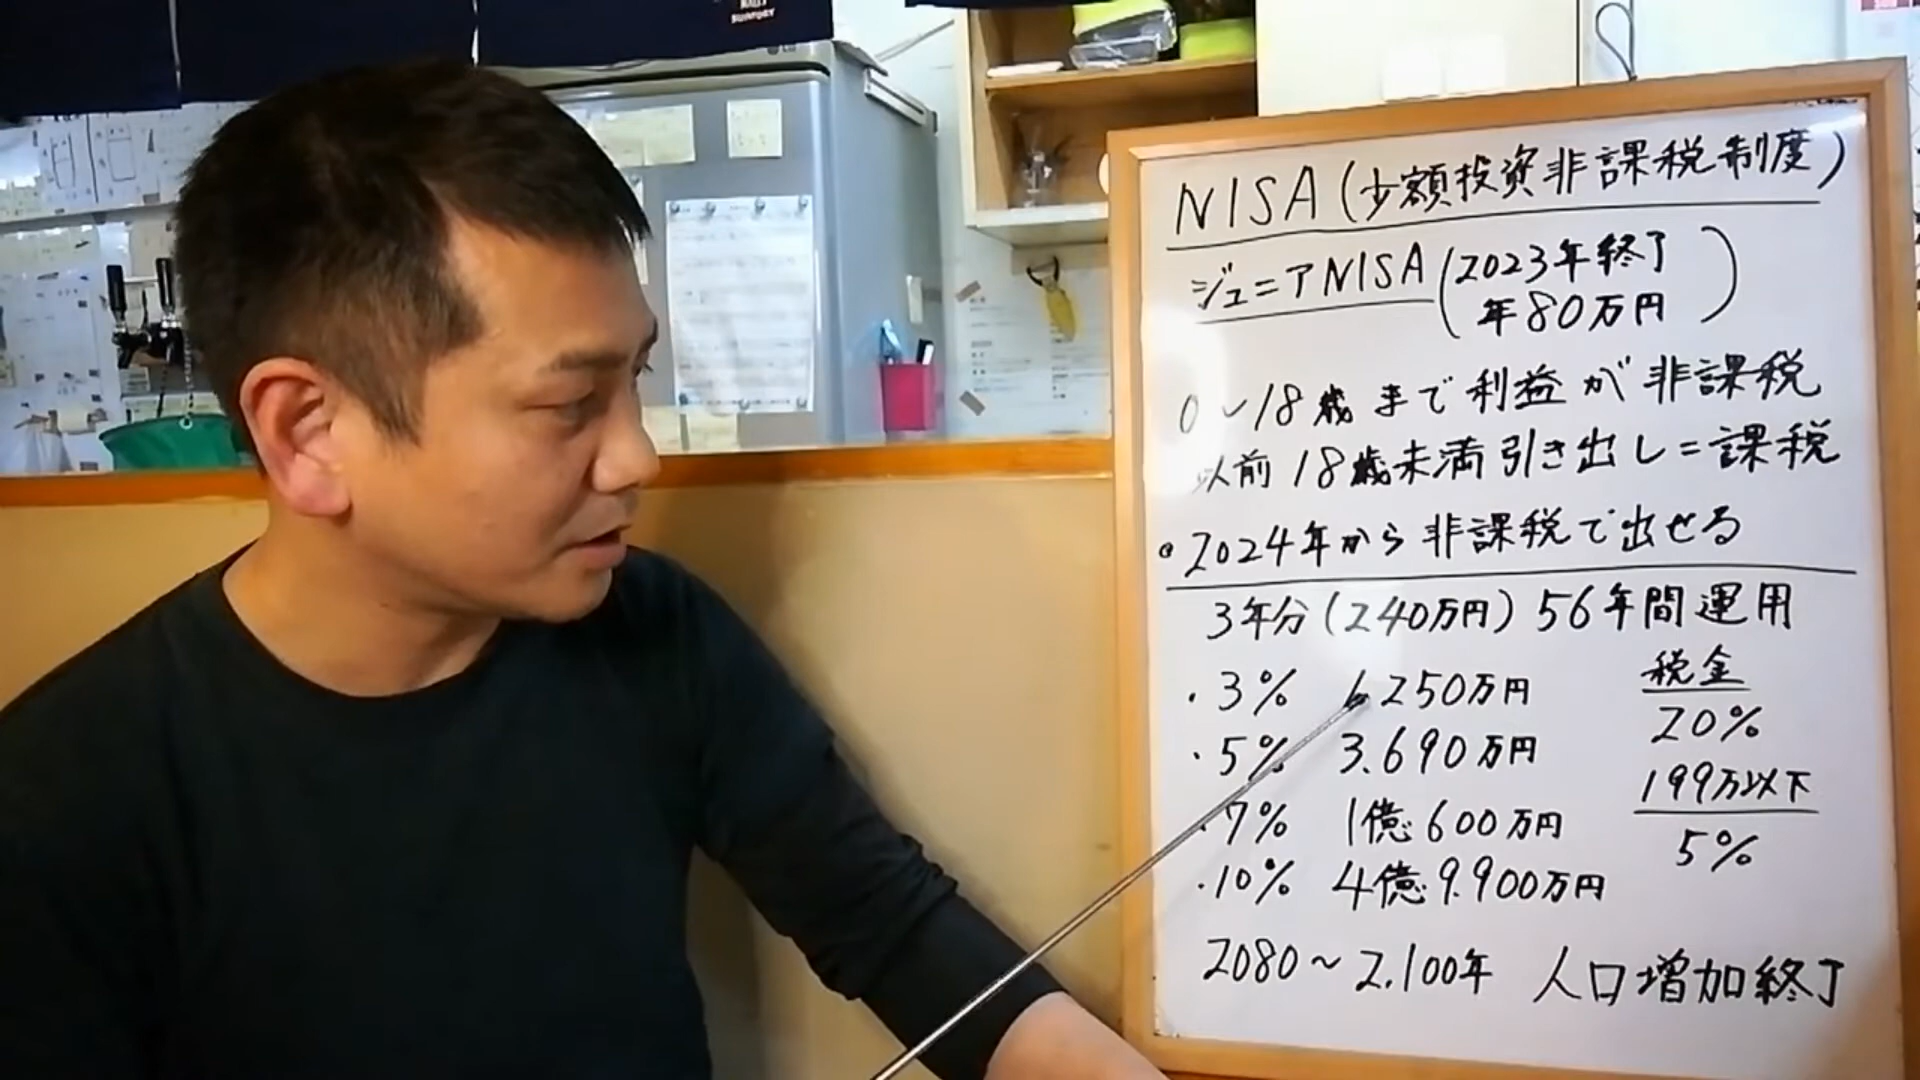 SUNTORY
NISA(少額投資非課税制度)
ジュニアNISA(2023年終了
年80万円)
0~18歳まで利益が非課税
以前18歳未満引き出し=課税
2024年から非課税で出せる
3年分(240万円)56年間運用
・3% 6250万円
・5% 3.690万円
・7% 1億600万円
・10% 4億9.900万円
税金
20%
199万以下
5%
2080~2.100年 人口増加終了